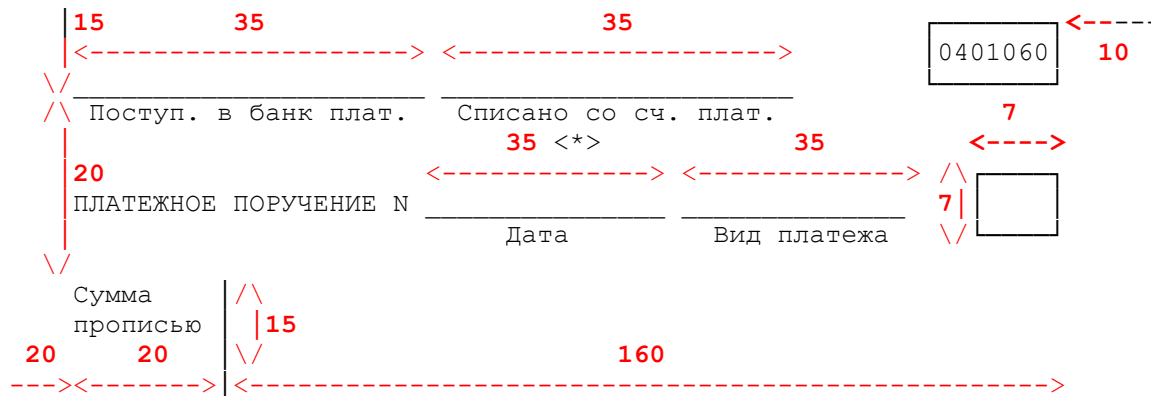 15 35 35
0401060 10
Поступ. в банк плат. Списано со сч. плат. 7
35 <*> 35
20
ПЛАТЕЖНОЕ ПОРУЧЕНИЕ N 7
Дата Вид платежа
Сумма
прописью 15
20 20 160